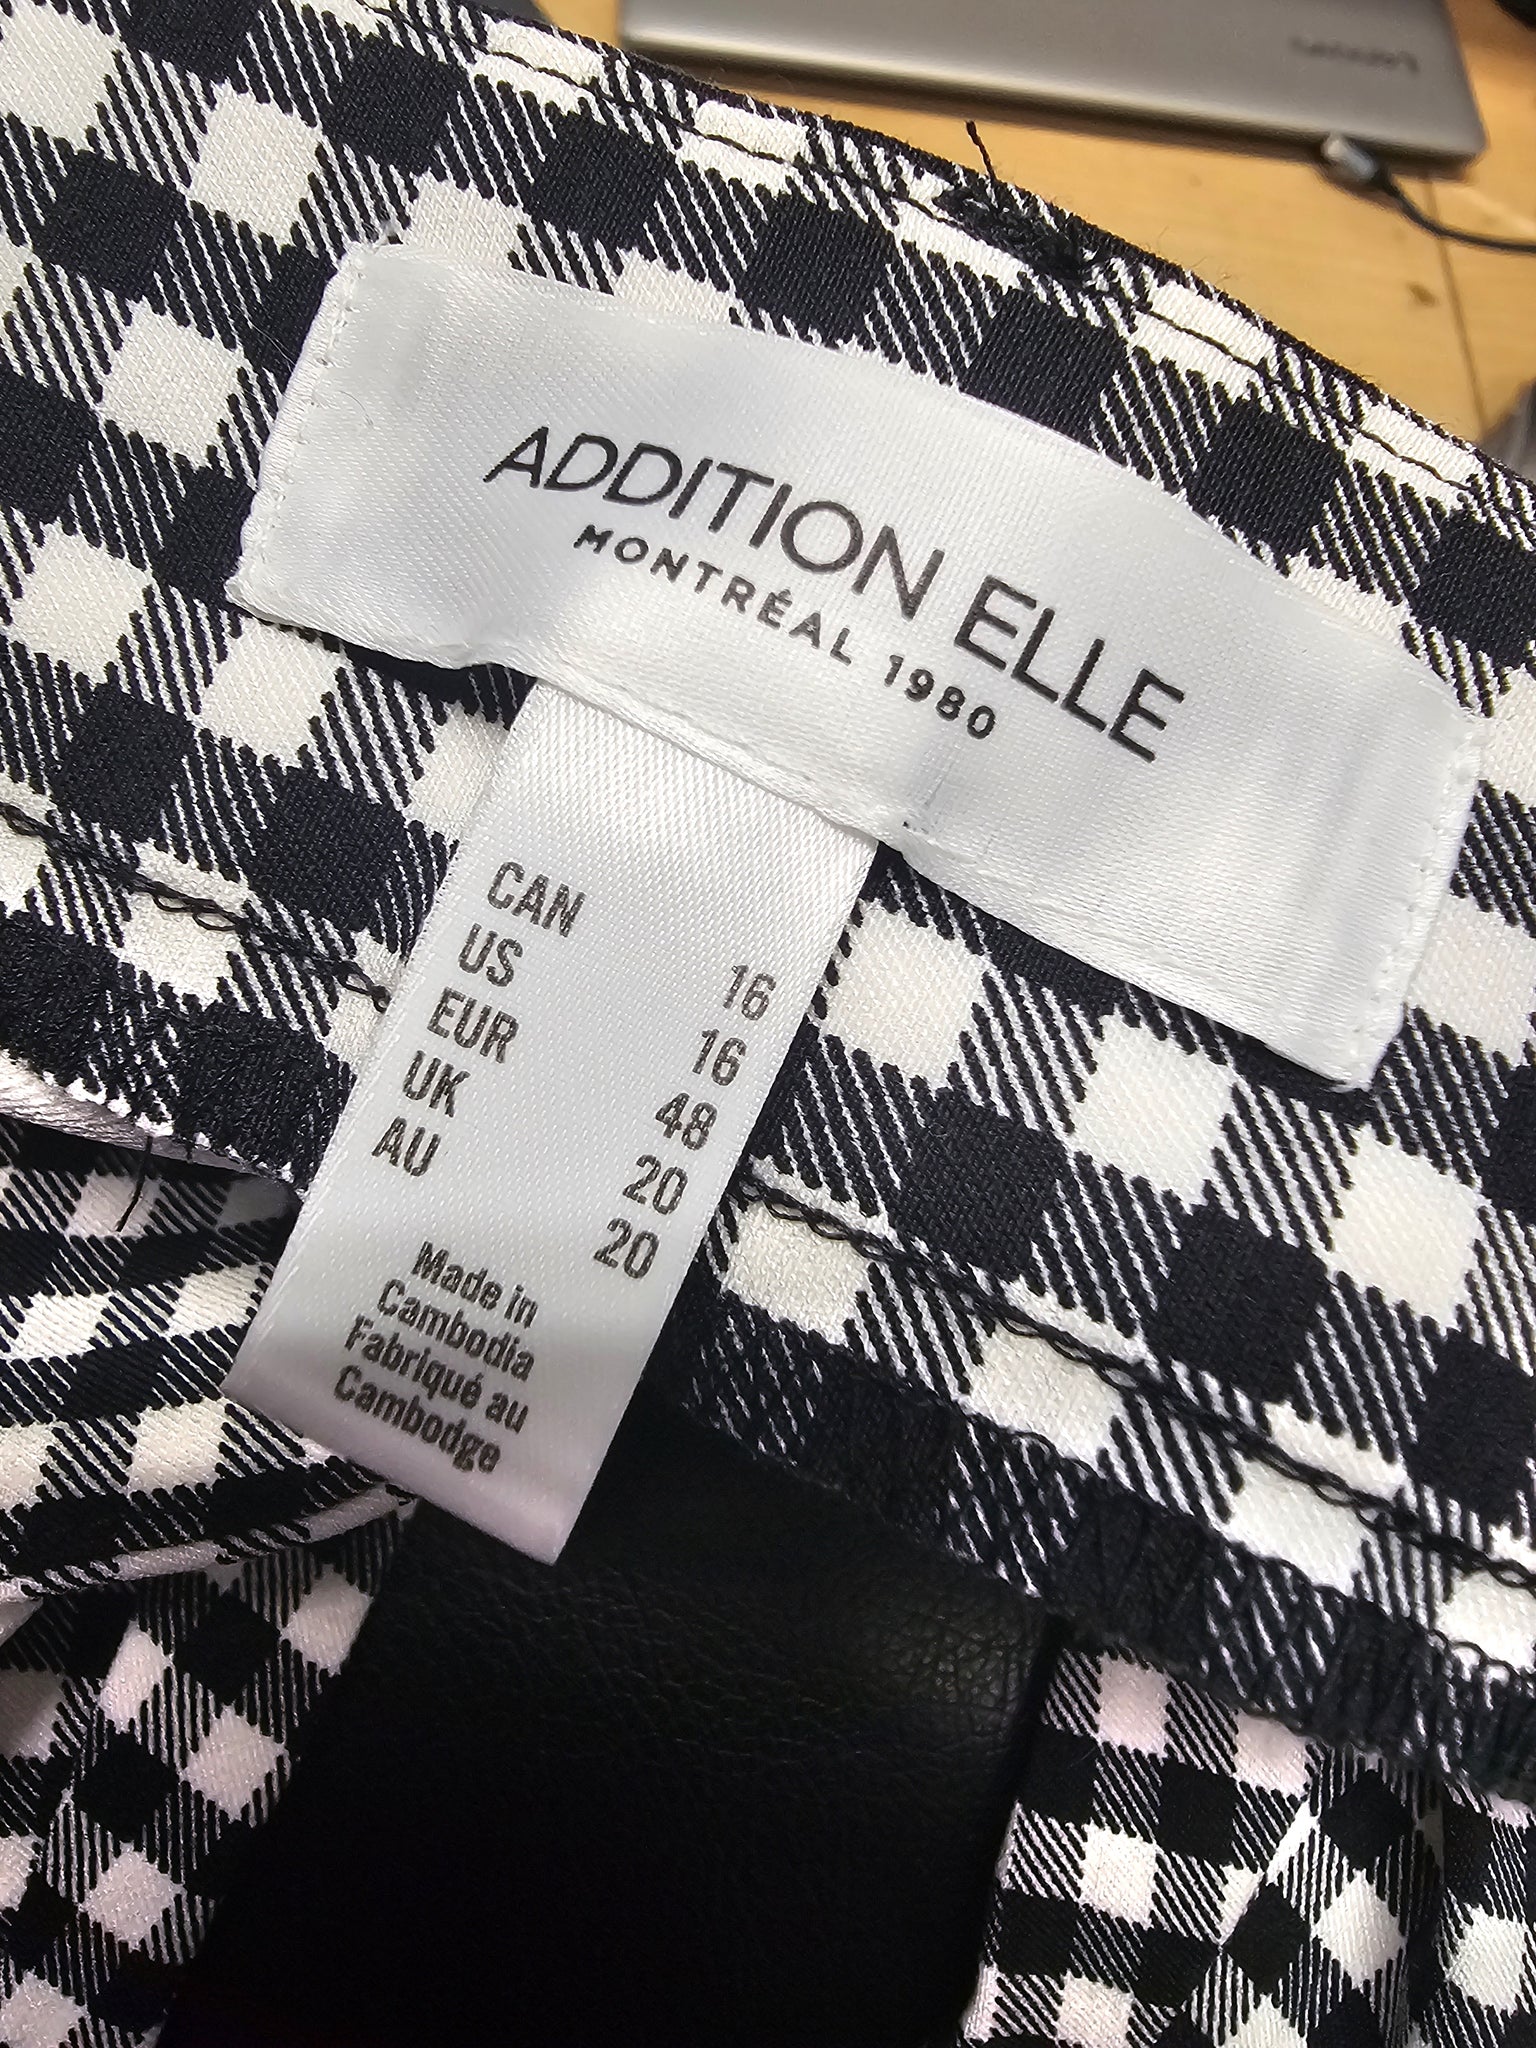 ADDITION ELLE
MONTRÉAL 1980
CAN 16
US 16
EUR 48
UK 20
AU 20
Made in
Cambodia
Fabriqué au
Cambodge
Lenovo